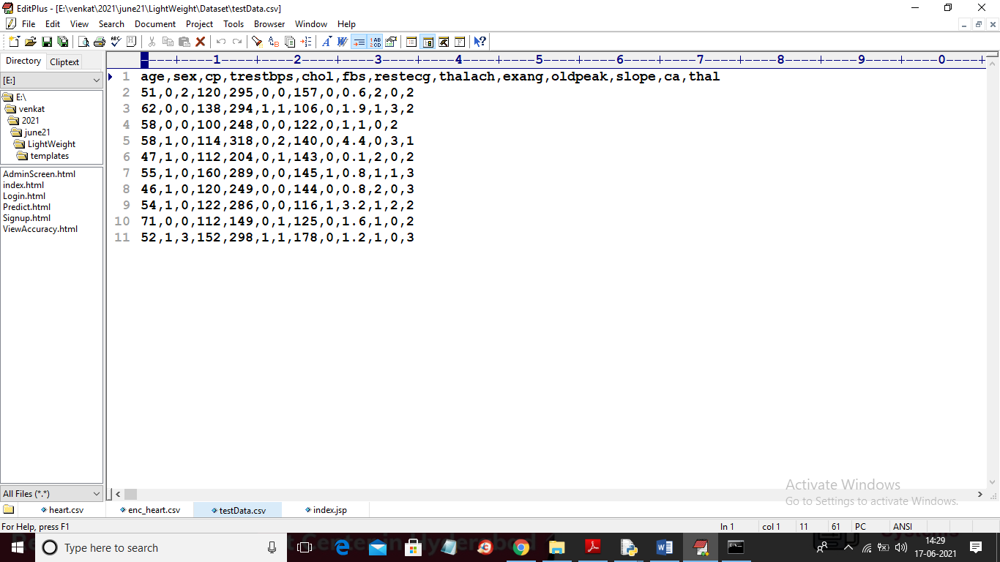 EditPlus - [E:\venkat\2021\june21\LightWeight\Dataset\testData.csv]
File Edit View Search Document Project Tools Browser Window Help
Directory Cliptext
[E:]
E:\
venkat
2021
june21
LightWeight
templates
AdminScreen.html
index.html
Login.html
Predict.html
Signup.html
ViewAccuracy.html
All Files (*.*)
----+----1----+----2----+----3----+----4----+----5----+----6----+----7----+----8----+----9----+----0----+
1 age,sex,cp,trestbps,chol,fbs,restecg,thalach,exang,oldpeak,slope,ca,thal
2 51,0,2,120,295,0,0,157,0,0.6,2,0,2
3 62,0,0,138,294,1,1,106,0,1.9,1,3,2
4 58,0,0,100,248,0,0,122,0,1,1,0,2
5 58,1,0,114,318,0,2,140,0,4.4,0,3,1
6 47,1,0,112,204,0,1,143,0,0.1,2,0,2
7 55,1,0,160,289,0,0,145,1,0.8,1,1,3
8 46,1,0,120,249,0,0,144,0,0.8,2,0,3
9 54,1,0,122,286,0,0,116,1,3.2,1,2,2
10 71,0,0,112,149,0,1,125,0,1.6,1,0,2
11 52,1,3,152,298,1,1,178,0,1.2,1,0,3
Activate Windows
Go to Settings to activate Windows.
heart.csv enc_heart.csv testData.csv index.jsp
For Help, press F1 ln 1 col 1 11 61 PC ANSI
Type here to search
14:29
17-06-2021